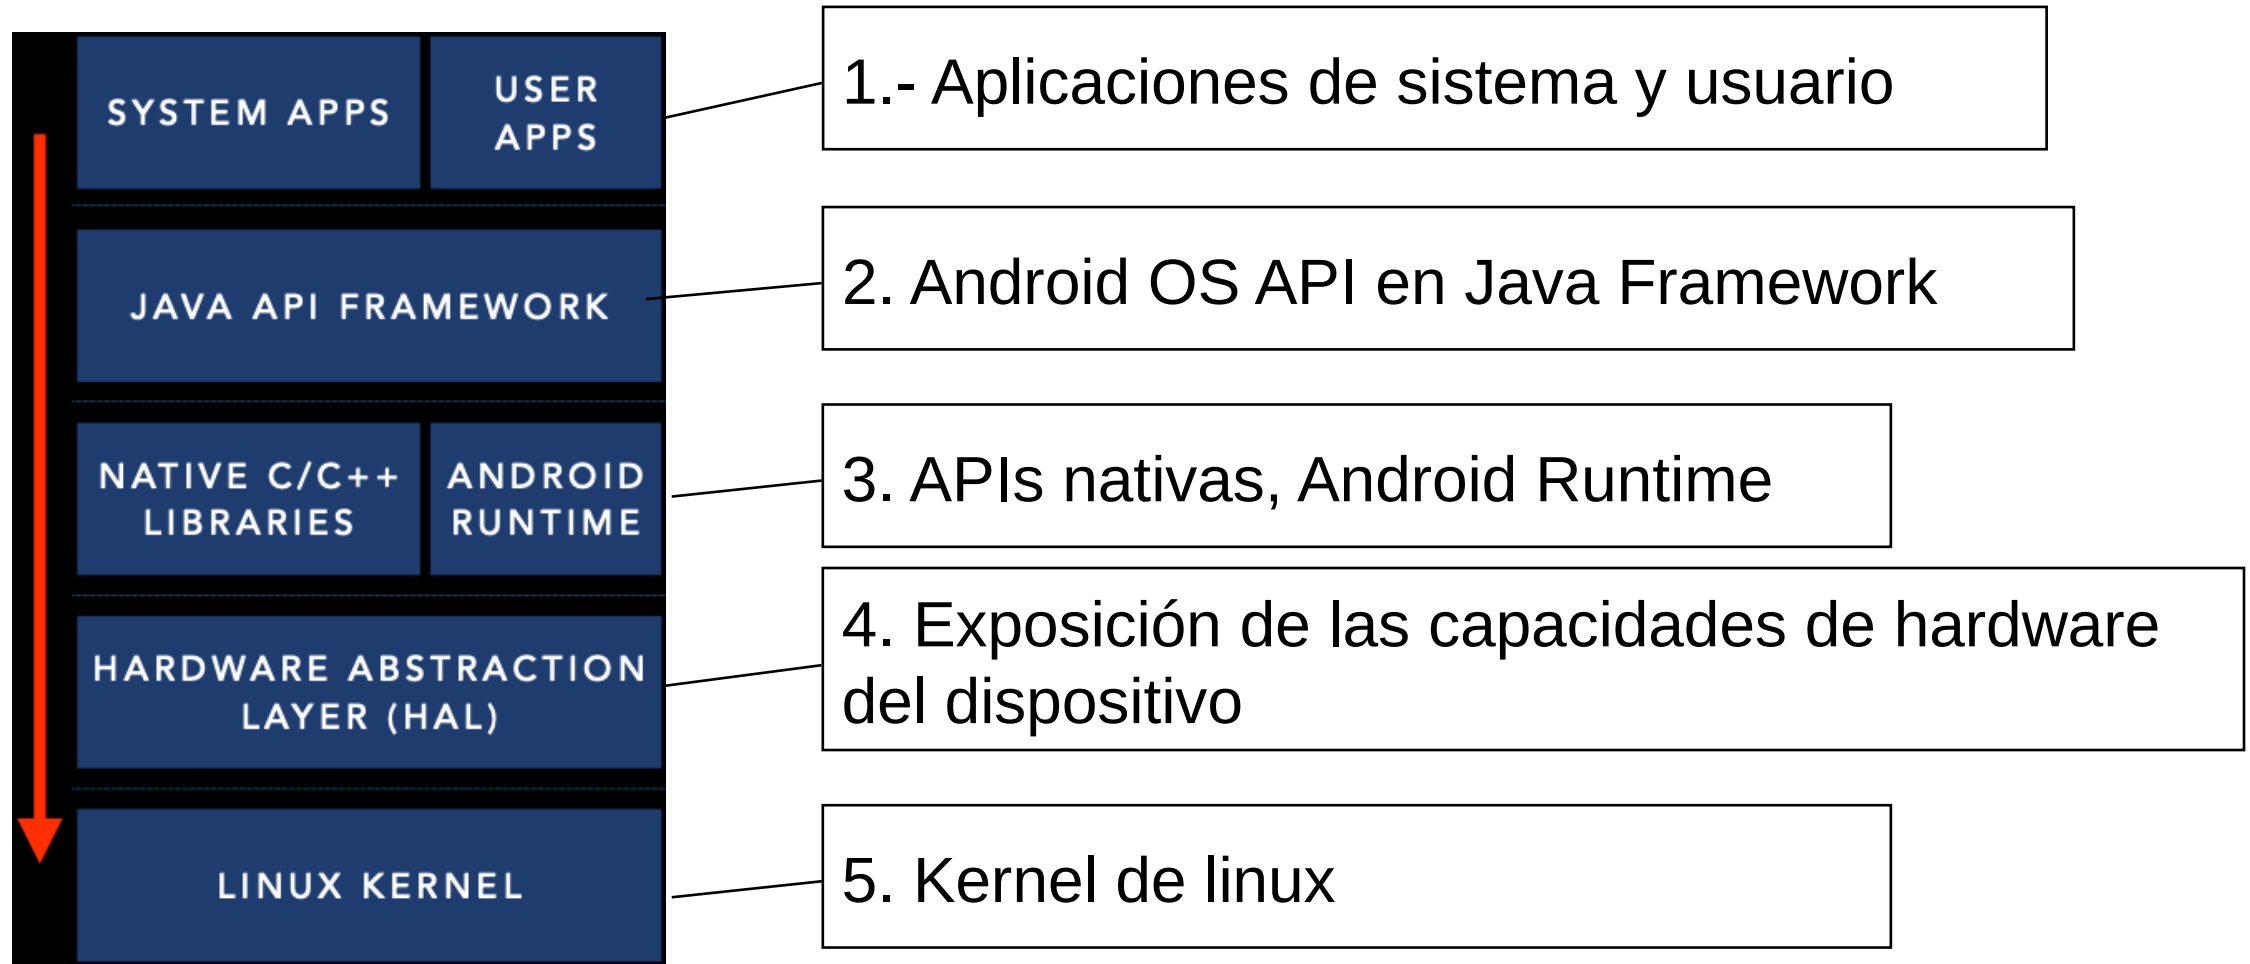 SYSTEM APPS
USER
APPS
1.- Aplicaciones de sistema y usuario
JAVA API FRAMEWORK
2. Android OS API en Java Framework
NATIVE C/C++
LIBRARIES
ANDROID
RUNTIME
3. APIs nativas, Android Runtime
HARDWARE ABSTRACTION
LAYER (HAL)
4. Exposición de las capacidades de hardware
del dispositivo
LINUX KERNEL
5. Kernel de linux